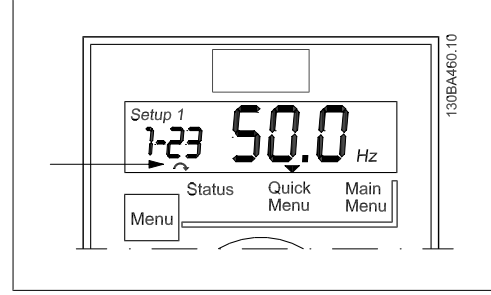 130BA460.10
Setup 1
1-23 50.0 Hz
Status Quick Menu Main Menu
Menu